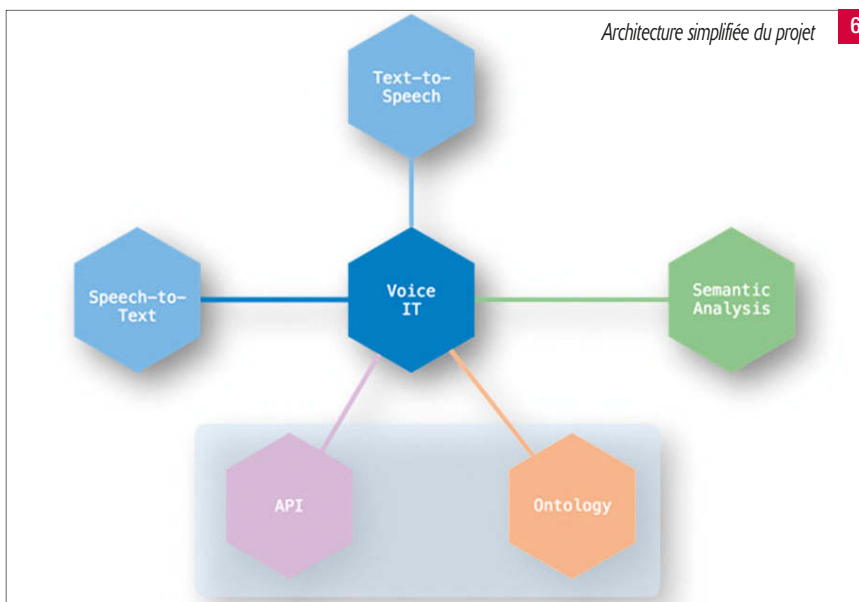 Architecture simplifiée du projet
6
Text-to-
Speech
Speech-to-
Text
Voice
IT
Semantic
Analysis
API
Ontology